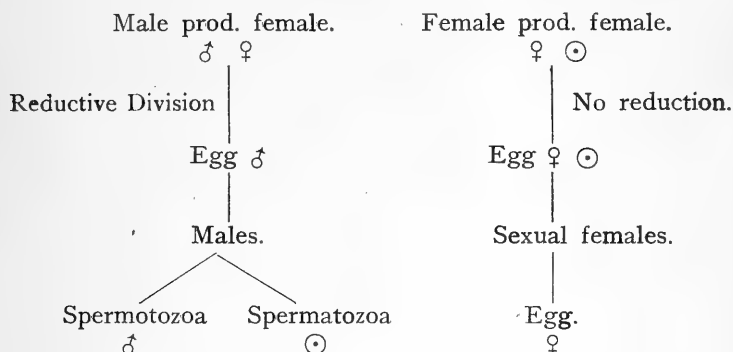 Male prod. female. Female prod. female.
♂ ♀ ♀ ☉
Reductive Division No reduction.
Egg ♂ Egg ♀ ☉
Males. Sexual females.
Spermotozoa Spermatozoa Egg.
♂ ☉ ♀